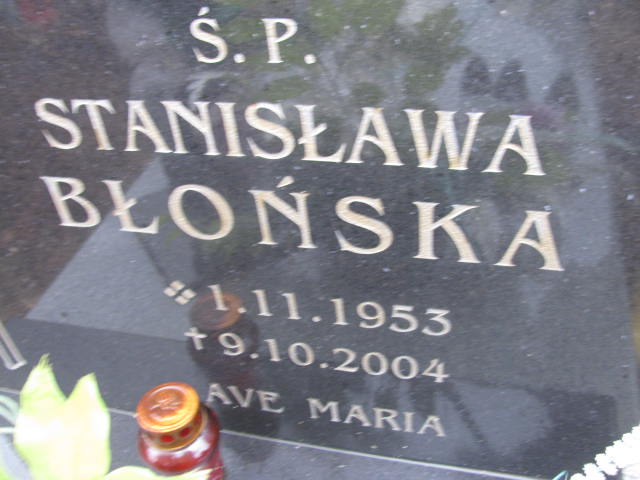 Ś.P.
STANISŁAWA
BŁOŃSKA
1.11.1953
✝9.10.2004
AVE MARIA